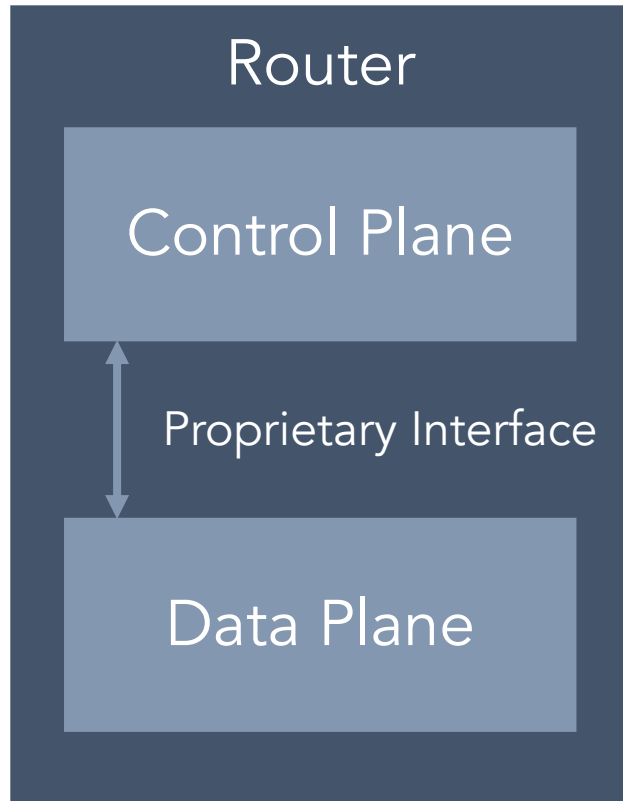 Router
Control Plane
Proprietary Interface
Data Plane